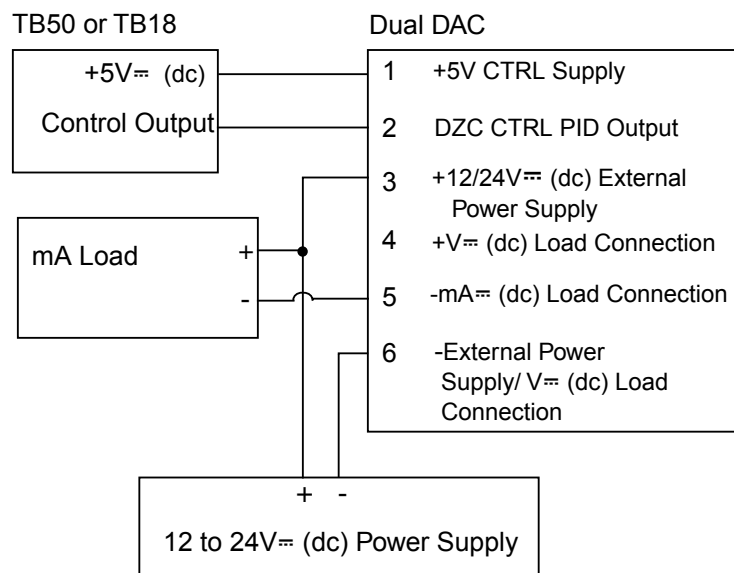 TB50 or TB18
+5V⎓ (dc)
Control Output
mA Load
+
-
Dual DAC
1 +5V CTRL Supply
2 DZC CTRL PID Output
3 +12/24V⎓ (dc) External
Power Supply
4 +V⎓ (dc) Load Connection
5 -mA⎓ (dc) Load Connection
6 -External Power
Supply/ V⎓ (dc) Load
Connection
+ -
12 to 24V⎓ (dc) Power Supply